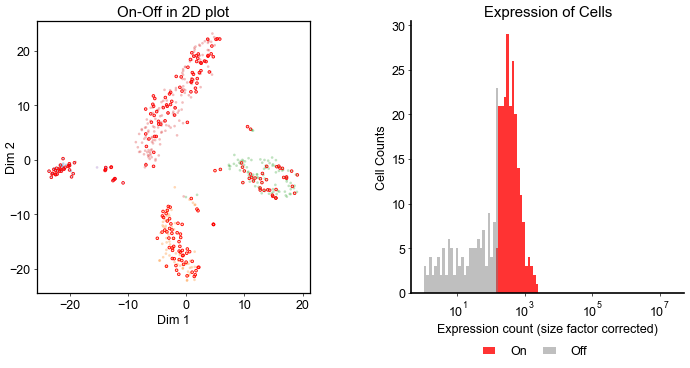 On-Off in 2D plot
Dim 2
20
10
0
−10
−20
−20 −10 0 10 20
Dim 1
Expression of Cells
Cell Counts
30
25
20
15
10
5
0
10^1 10^3 10^5 10^7
Expression count (size factor corrected)
On Off